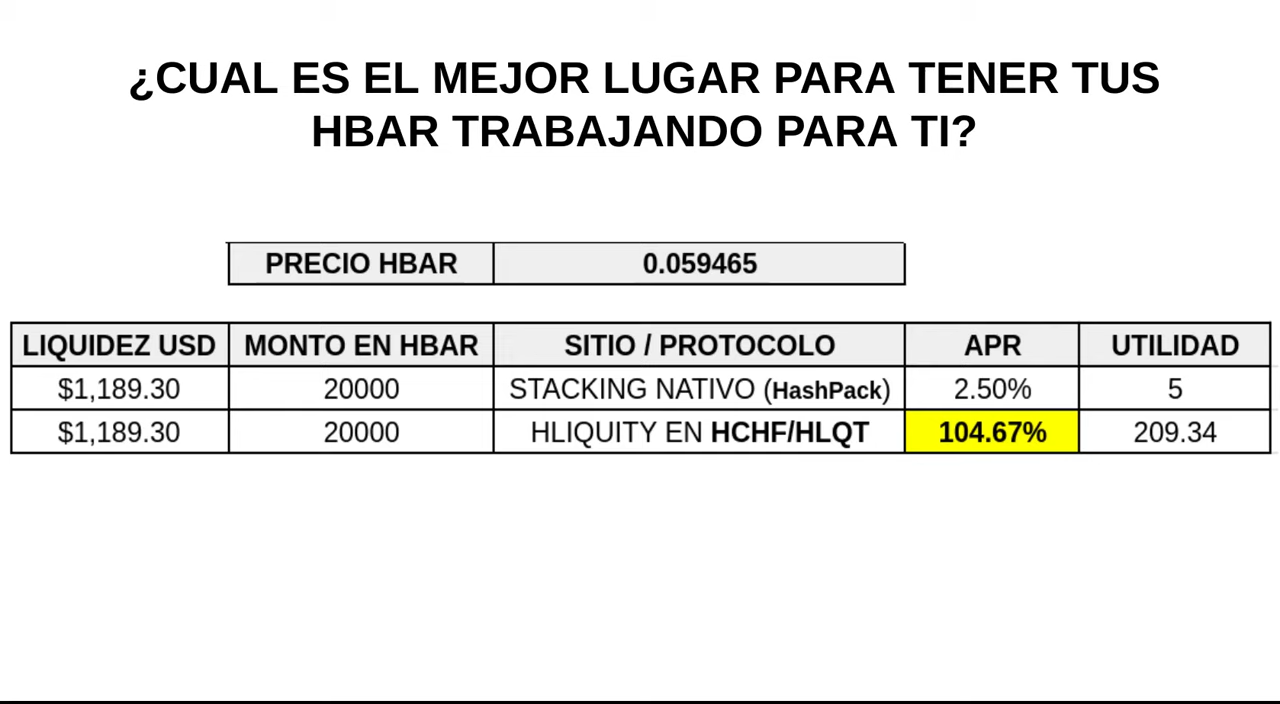 ¿CUAL ES EL MEJOR LUGAR PARA TENER TUS
HBAR TRABAJANDO PARA TI?
PRECIO HBAR 0.059465
LIQUIDEZ USD MONTO EN HBAR SITIO / PROTOCOLO APR UTILIDAD
$1,189.30 20000 STACKING NATIVO (HashPack) 2.50% 5
$1,189.30 20000 HLIQUITY EN HCHF/HLQT 104.67% 209.34